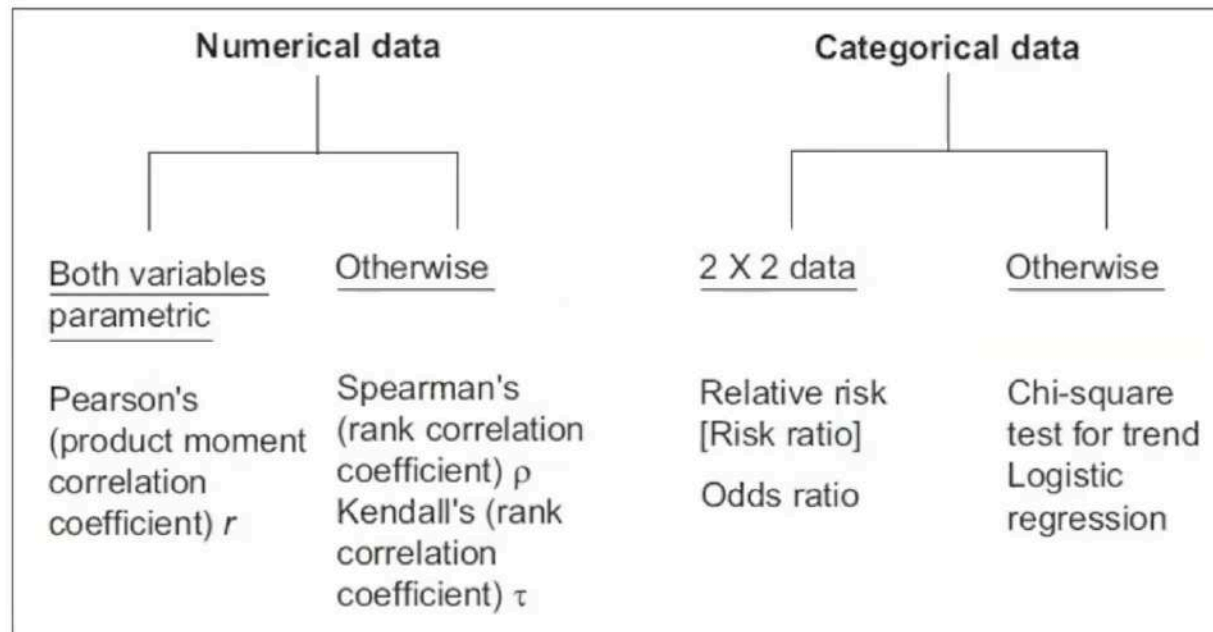 Numerical data
Both variables
parametric
Pearson's
(product moment
correlation
coefficient) r
Otherwise
Spearman's
(rank correlation
coefficient) ρ
Kendall's (rank
correlation
coefficient) τ
Categorical data
2 X 2 data
Relative risk
[Risk ratio]
Odds ratio
Otherwise
Chi-square
test for trend
Logistic
regression